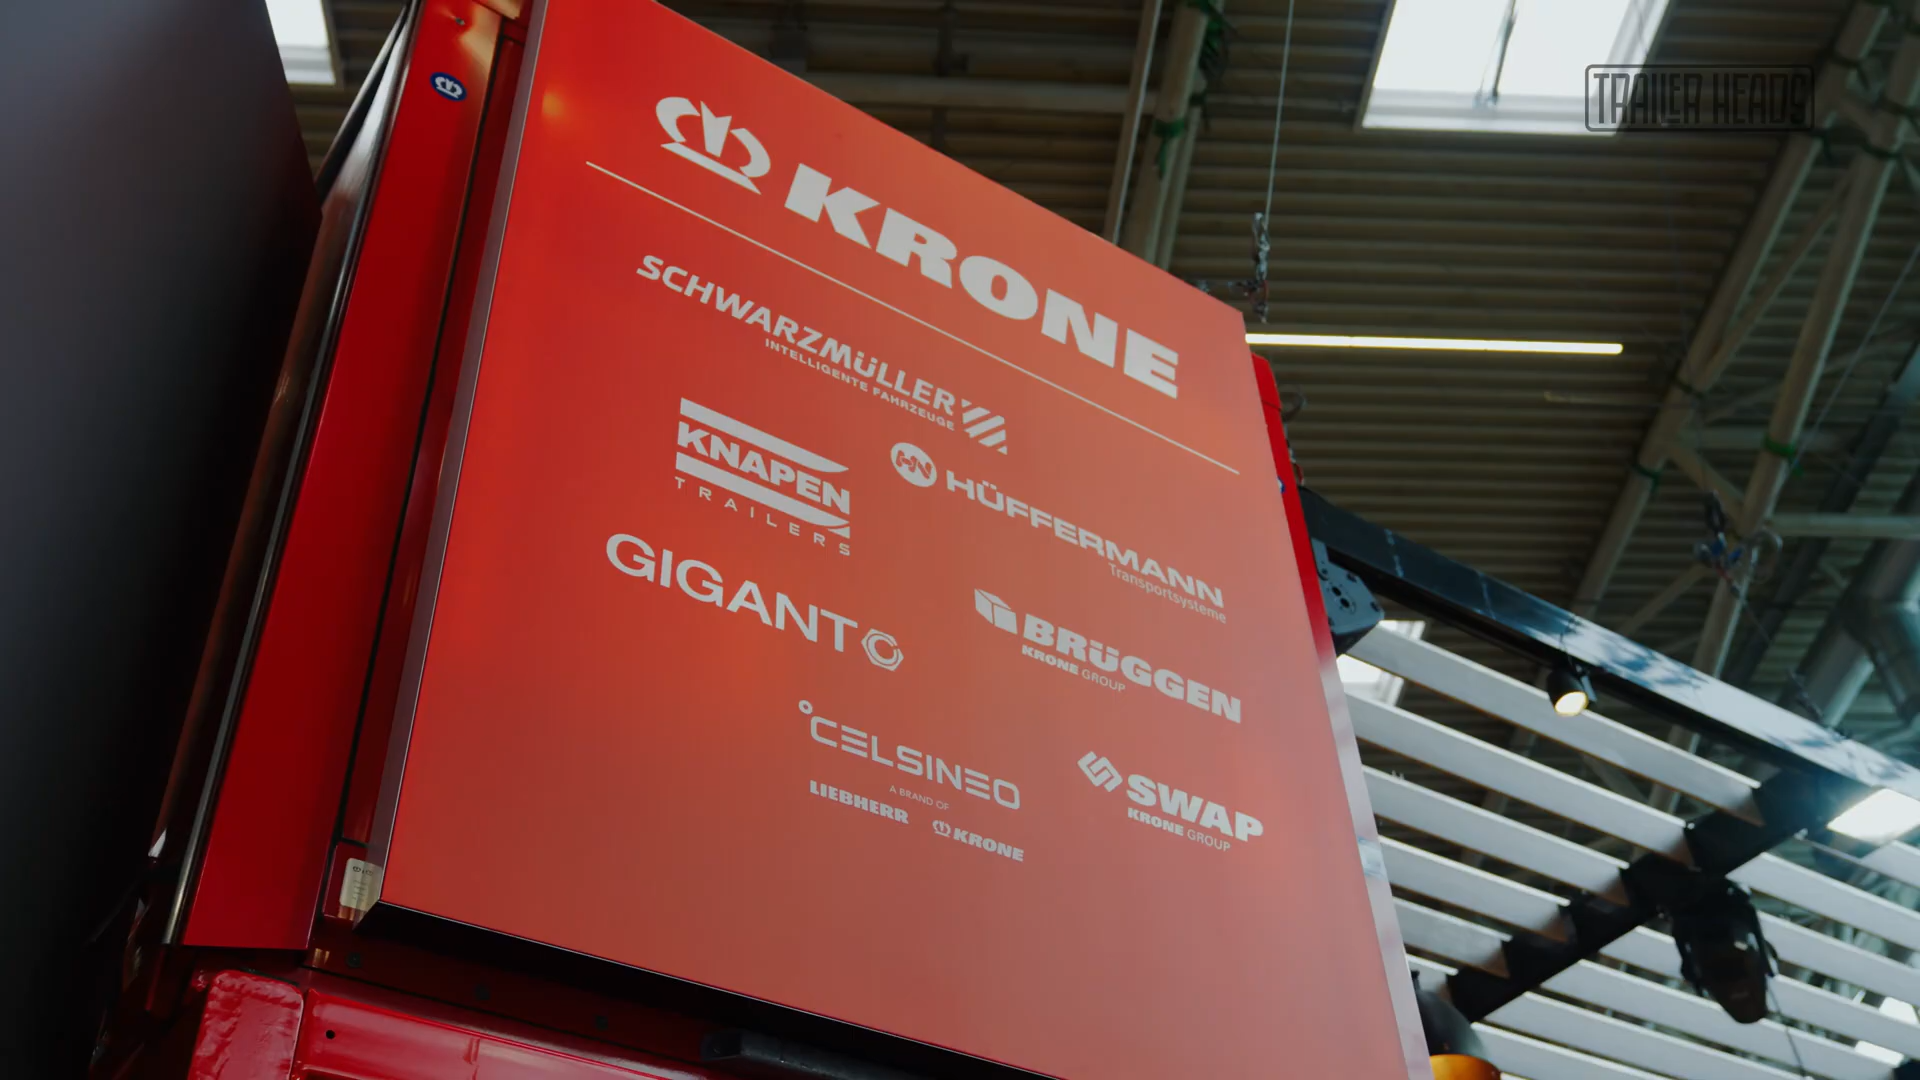 TRAILER HEADS
KRONE
SCHWARZMÜLLER
INTELLIGENTE FAHRZEUGE
KNAPEN
TRAILERS
HN HÜFFERMANN
Transportsysteme
GIGANT
BRÜGGEN
KRONE GROUP
°CELSINEO
A BRAND OF
LIEBHERR KRONE
SWAP
KRONE GROUP